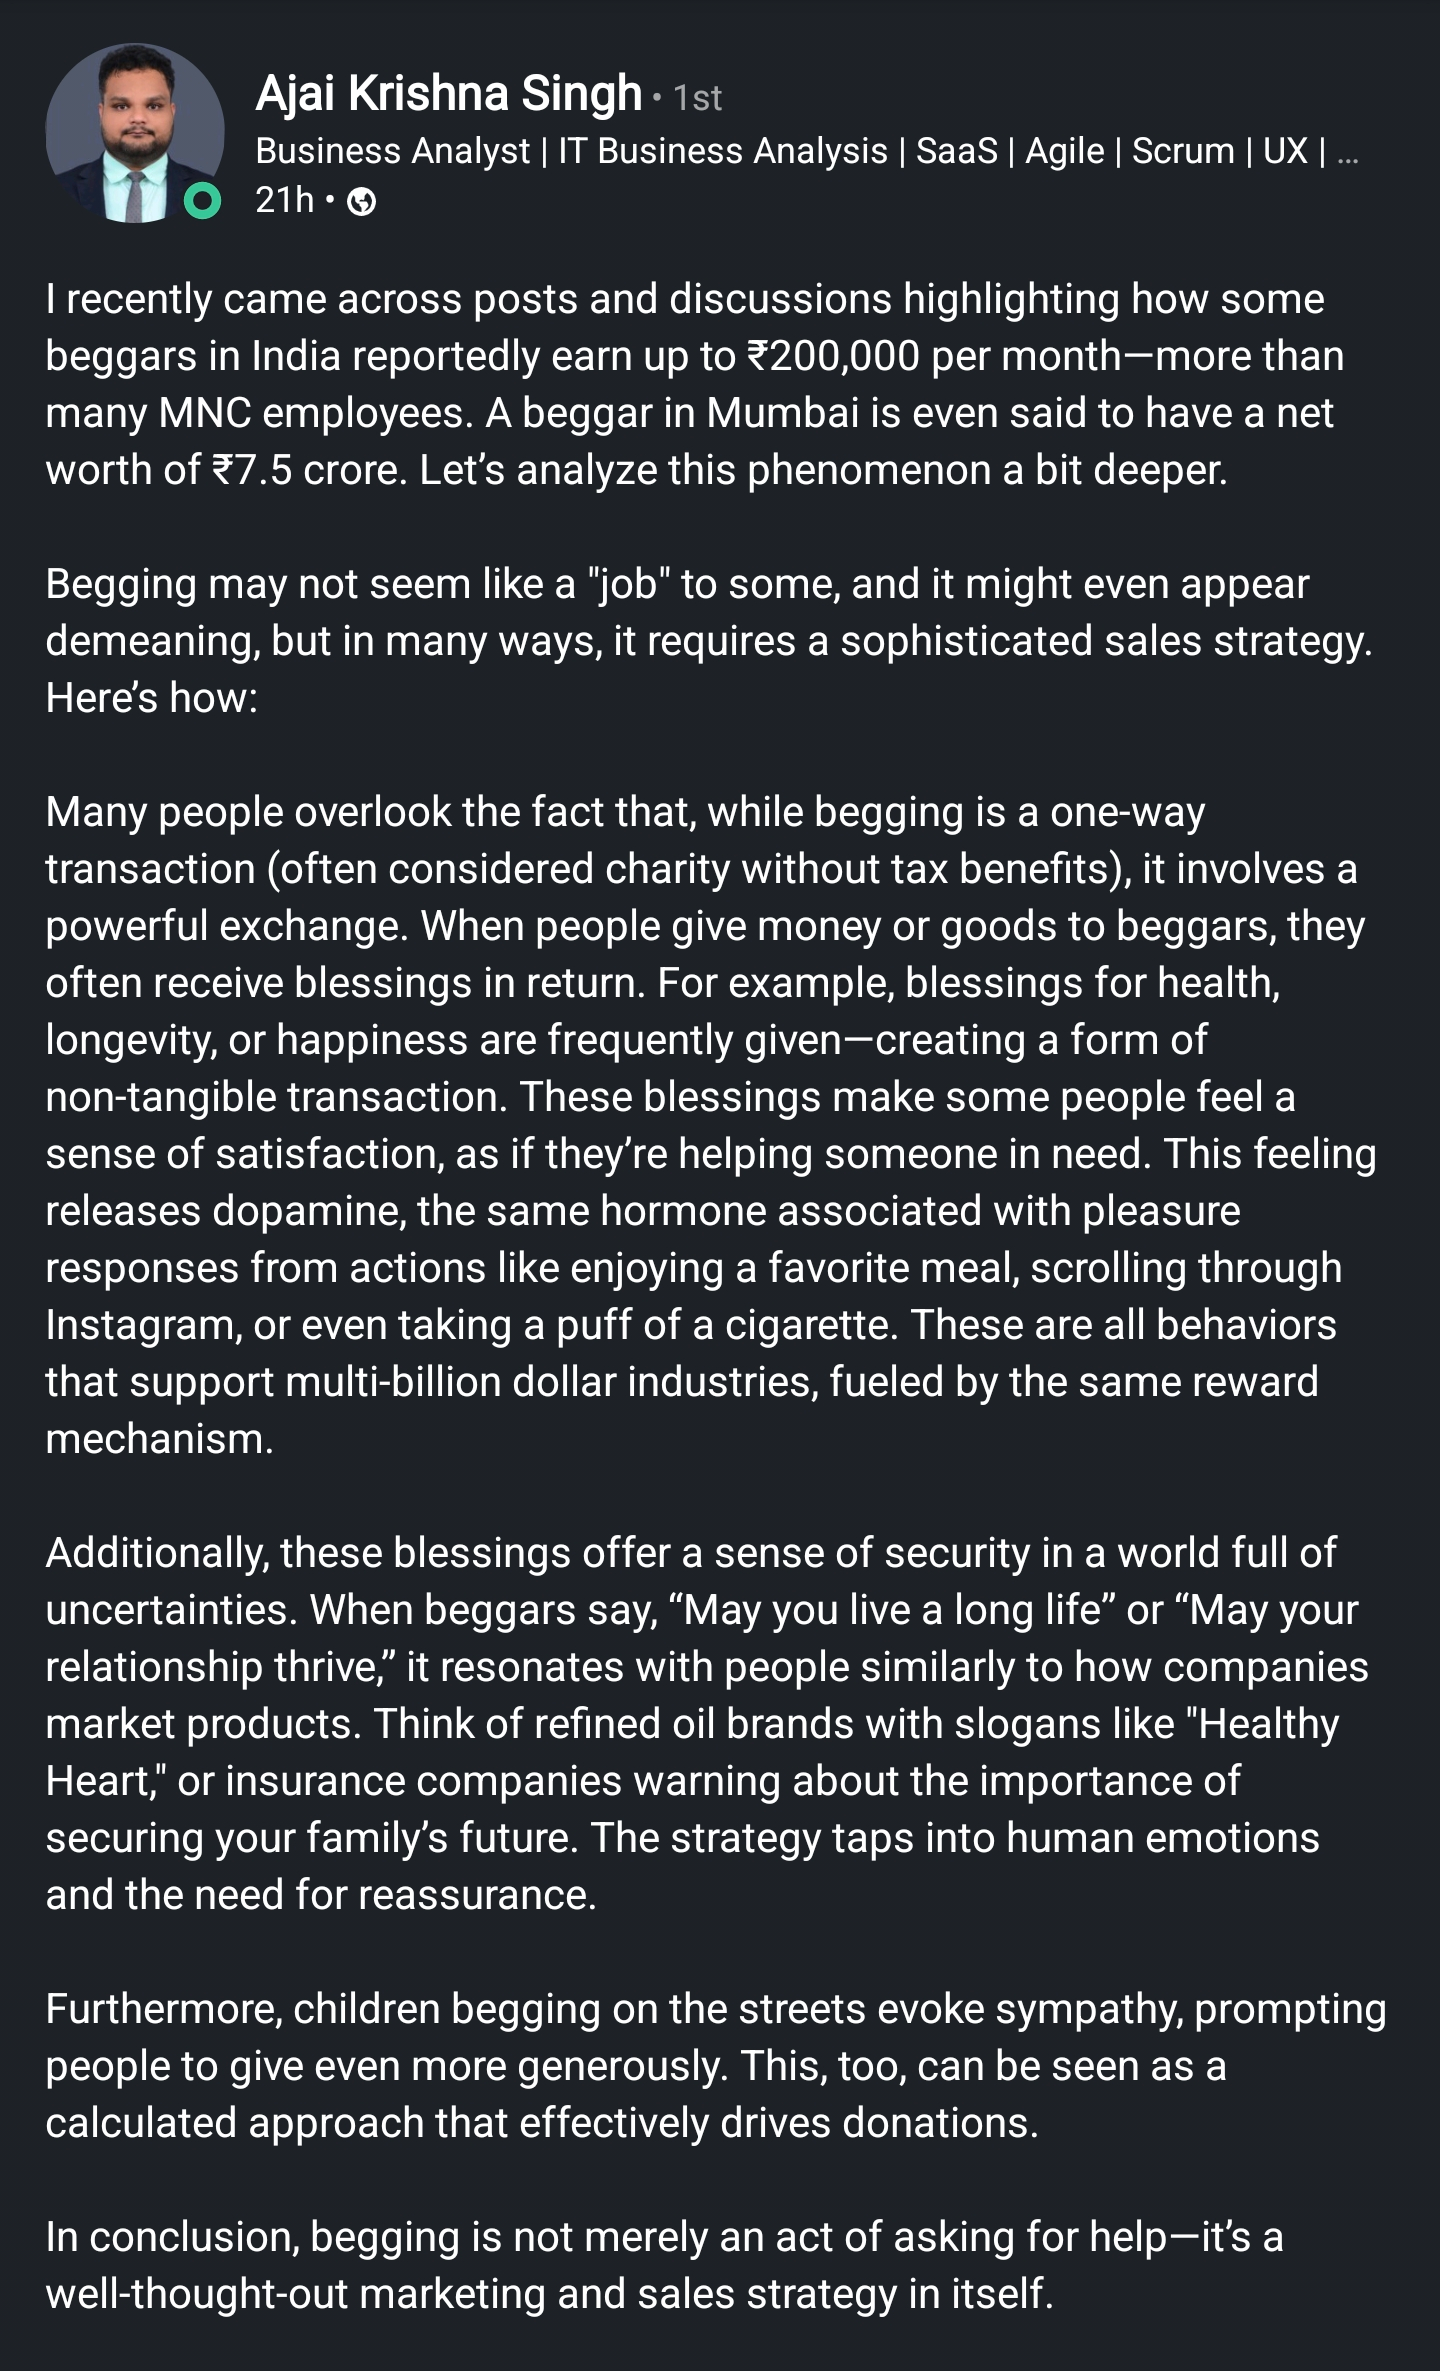 Ajai Krishna Singh • 1st
Business Analyst | IT Business Analysis | SaaS | Agile | Scrum | UX | ...
21h •
I recently came across posts and discussions highlighting how some
beggars in India reportedly earn up to ₹200,000 per month—more than
many MNC employees. A beggar in Mumbai is even said to have a net
worth of ₹7.5 crore. Let’s analyze this phenomenon a bit deeper.
Begging may not seem like a "job" to some, and it might even appear
demeaning, but in many ways, it requires a sophisticated sales strategy.
Here’s how:
Many people overlook the fact that, while begging is a one-way
transaction (often considered charity without tax benefits), it involves a
powerful exchange. When people give money or goods to beggars, they
often receive blessings in return. For example, blessings for health,
longevity, or happiness are frequently given—creating a form of
non-tangible transaction. These blessings make some people feel a
sense of satisfaction, as if they’re helping someone in need. This feeling
releases dopamine, the same hormone associated with pleasure
responses from actions like enjoying a favorite meal, scrolling through
Instagram, or even taking a puff of a cigarette. These are all behaviors
that support multi-billion dollar industries, fueled by the same reward
mechanism.
Additionally, these blessings offer a sense of security in a world full of
uncertainties. When beggars say, “May you live a long life” or “May your
relationship thrive,” it resonates with people similarly to how companies
market products. Think of refined oil brands with slogans like "Healthy
Heart," or insurance companies warning about the importance of
securing your family’s future. The strategy taps into human emotions
and the need for reassurance.
Furthermore, children begging on the streets evoke sympathy, prompting
people to give even more generously. This, too, can be seen as a
calculated approach that effectively drives donations.
In conclusion, begging is not merely an act of asking for help—it’s a
well-thought-out marketing and sales strategy in itself.